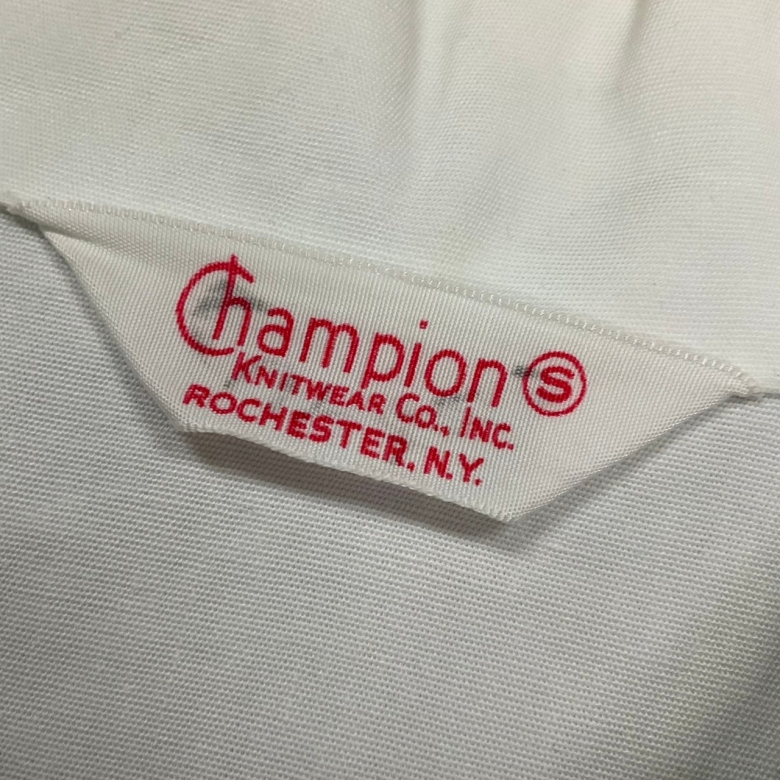 Champion S
KNITWEAR CO., INC.
ROCHESTER. N.Y.